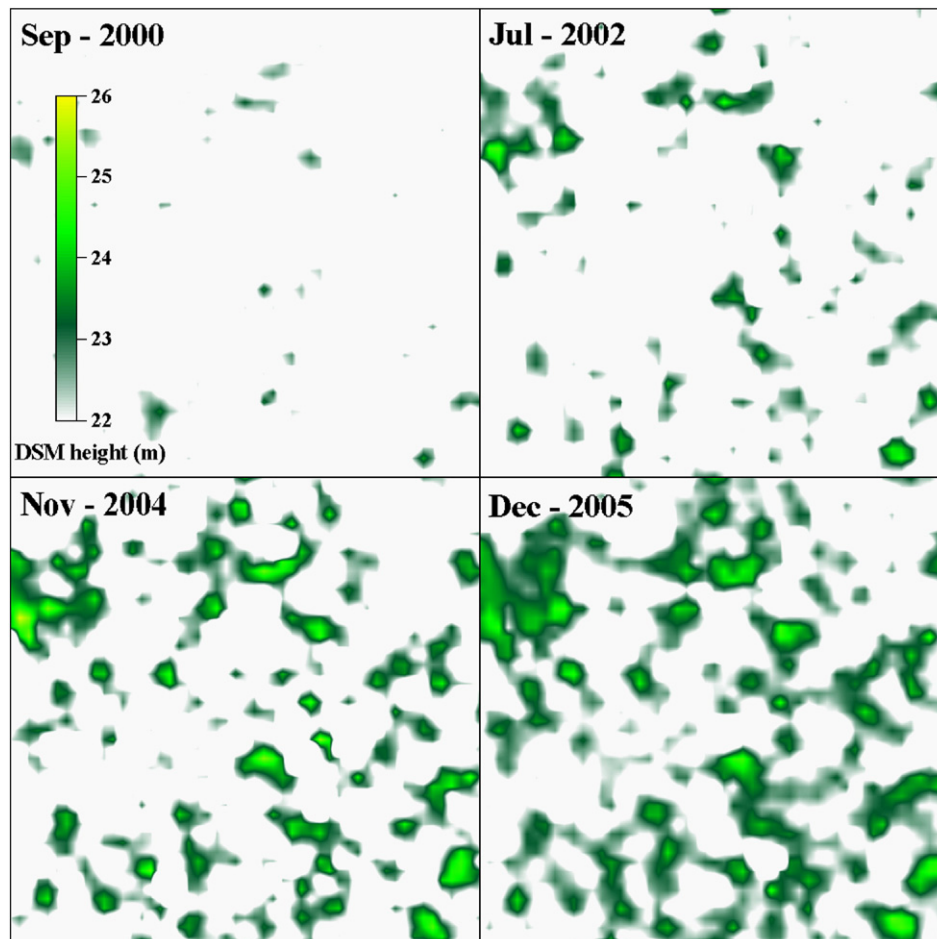 Sep - 2000
Jul - 2002
26
25
24
23
22
DSM height (m)
Nov - 2004
Dec - 2005